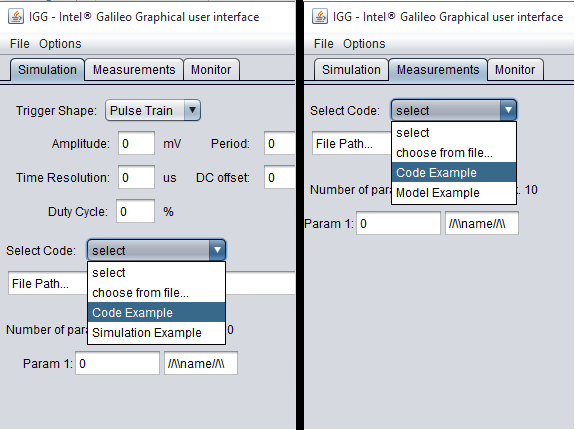 IGG - Intel® Galileo Graphical user interface
File Options
Simulation Measurements Monitor
Trigger Shape: Pulse Train
Amplitude: 0 mV Period: 0
Time Resolution: 0 us DC offset: 0
Duty Cycle: 0 %
Select Code: select
select
File Path...
choose from file...
Code Example
Number of par 0
Simulation Example
Param 1: 0 //\\name//\\
IGG - Intel® Galileo Graphical user interface
File Options
Simulation Measurements Monitor
Select Code: select
select
File Path...
choose from file...
Code Example
Number of para . 10
Model Example
Param 1: 0 //\\name//\\